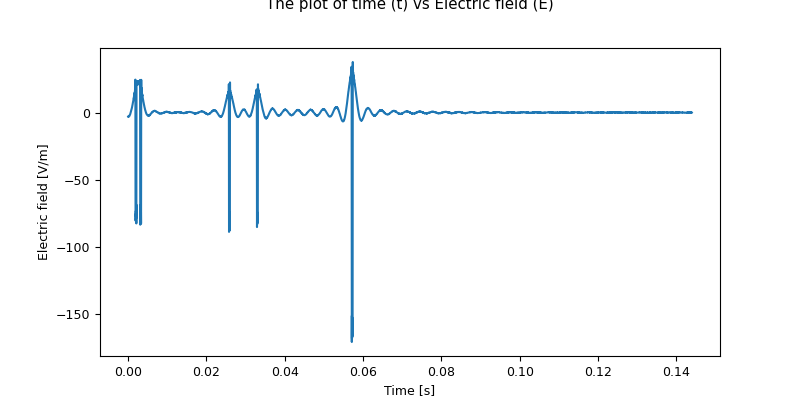 The plot of time (t) vs Electric field (E)
0
−50
−100
−150
Electric field [V/m]
0.00 0.02 0.04 0.06 0.08 0.10 0.12 0.14
Time [s]